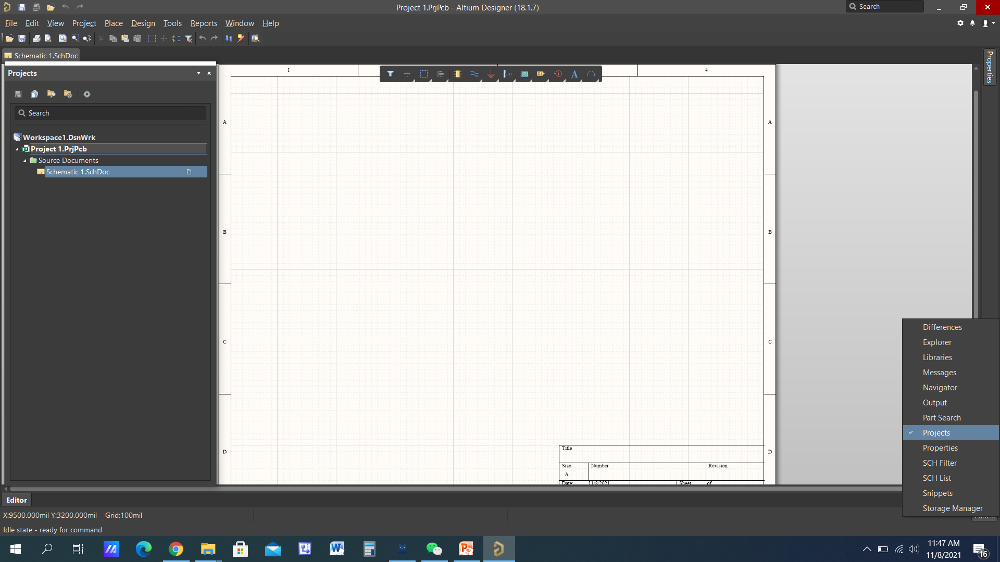 Project 1.PrjPcb - Altium Designer (18.1.7)
Search
File Edit View Project Place Design Tools Reports Window Help
Schematic 1.SchDoc
Projects
Search
Workspace1.DsnWrk
Project 1.PrjPcb
Source Documents
Schematic 1.SchDoc
1
4
A
B
C
D
A
B
C
D
Title
Size
A
Number
Revision
Date:
11/8/2021
Sheet of
Properties
Differences
Explorer
Libraries
Messages
Navigator
Output
Part Search
Projects
Properties
SCH Filter
SCH List
Snippets
Storage Manager
Panels
Editor
X:9500.000mil Y:3200.000mil Grid:100mil
Idle state - ready for command
11:47 AM
11/8/2021
16